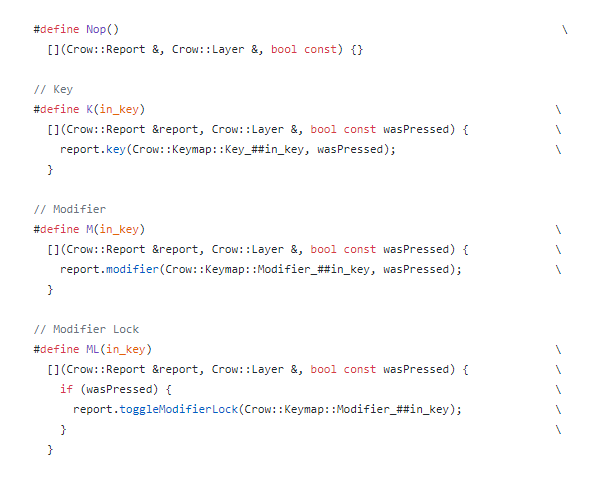 #define Nop() \
[](Crow::Report &, Crow::Layer &, bool const) {}
// Key
#define K(in_key) \
[](Crow::Report &report, Crow::Layer &, bool const wasPressed) { \
report.key(Crow::Keymap::Key_##in_key, wasPressed); \
}
// Modifier
#define M(in_key) \
[](Crow::Report &report, Crow::Layer &, bool const wasPressed) { \
report.modifier(Crow::Keymap::Modifier_##in_key, wasPressed); \
}
// Modifier Lock
#define ML(in_key) \
[](Crow::Report &report, Crow::Layer &, bool const wasPressed) { \
if (wasPressed) { \
report.toggleModifierLock(Crow::Keymap::Modifier_##in_key); \
} \
}